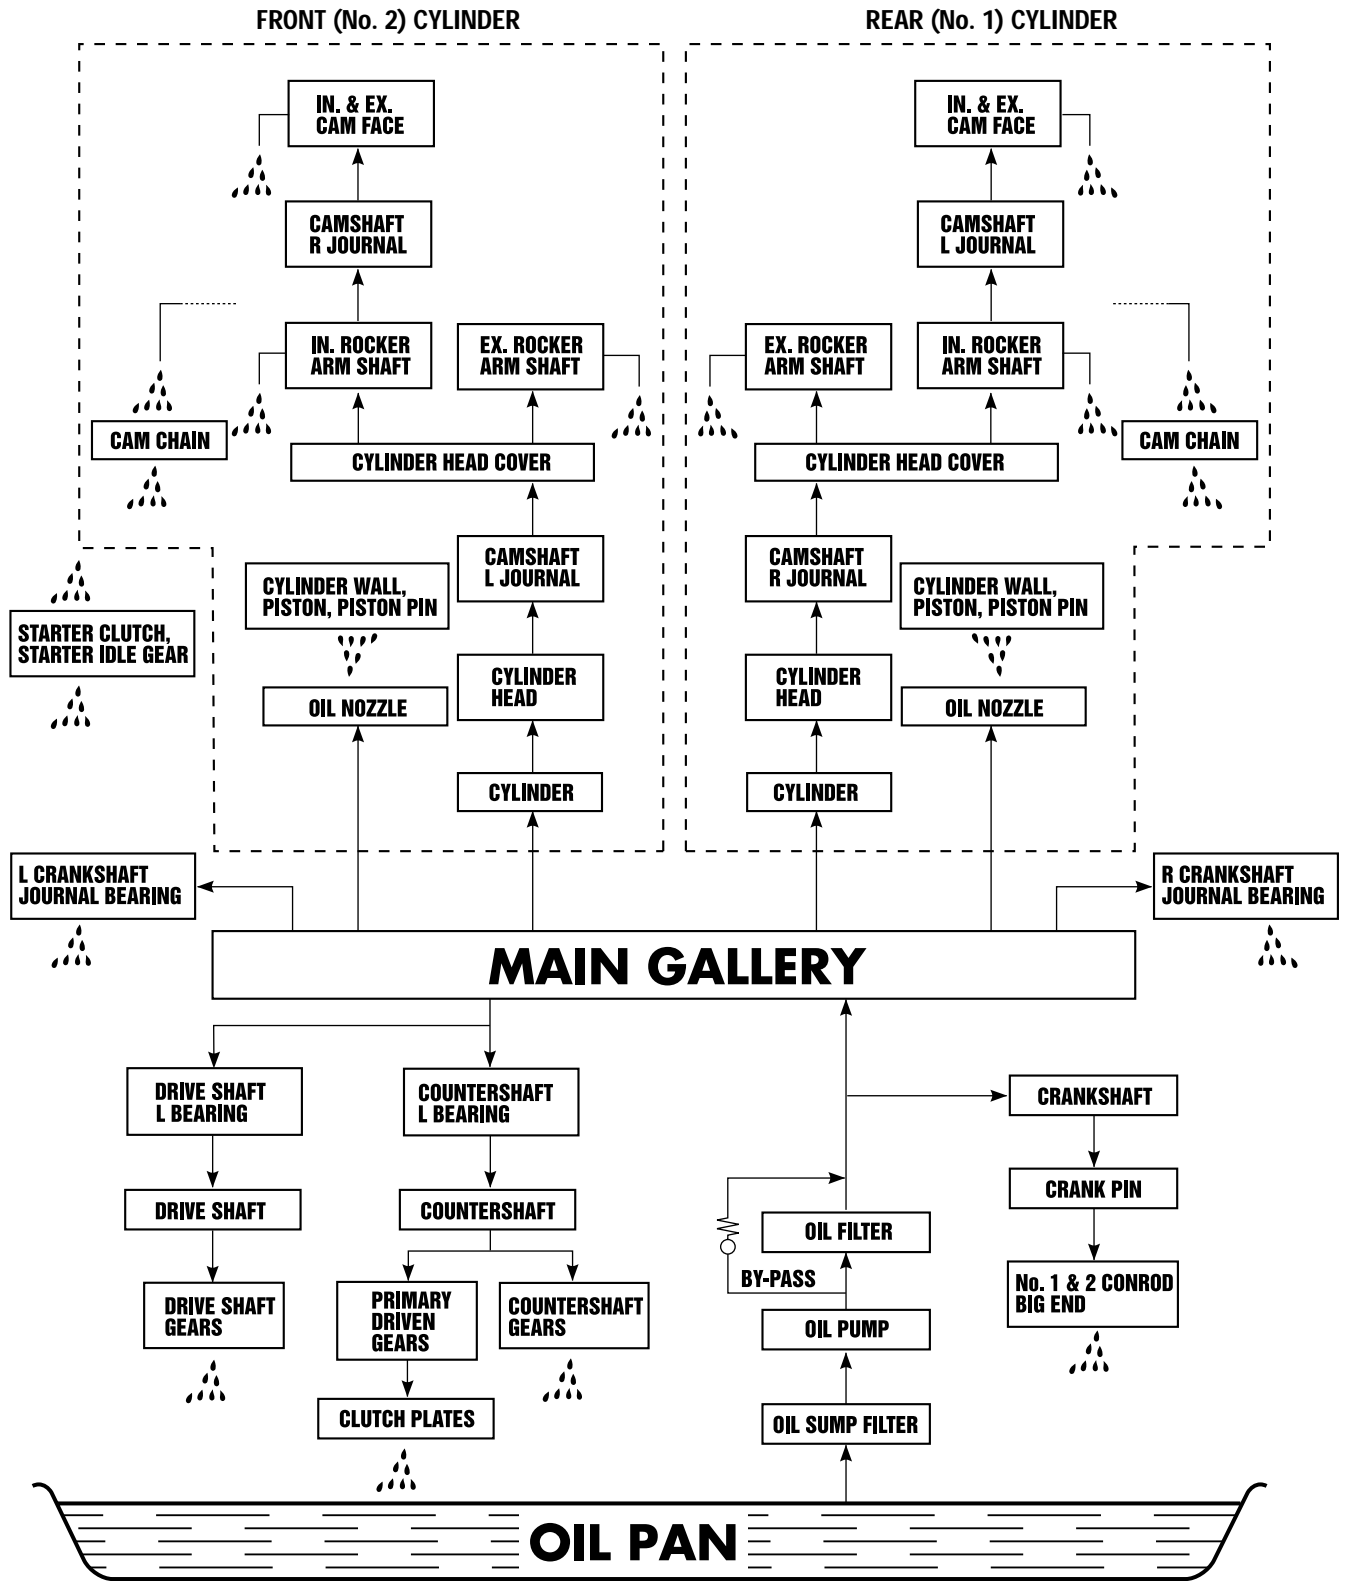 FRONT (No. 2) CYLINDER
REAR (No. 1) CYLINDER
IN. & EX.
CAM FACE
IN. & EX.
CAM FACE
CAMSHAFT
R JOURNAL
CAMSHAFT
L JOURNAL
IN. ROCKER
ARM SHAFT
EX. ROCKER
ARM SHAFT
EX. ROCKER
ARM SHAFT
IN. ROCKER
ARM SHAFT
CAM CHAIN
CYLINDER HEAD COVER
CYLINDER HEAD COVER
CAM CHAIN
CAMSHAFT
L JOURNAL
CAMSHAFT
R JOURNAL
CYLINDER WALL,
PISTON, PISTON PIN
CYLINDER WALL,
PISTON, PISTON PIN
STARTER CLUTCH,
STARTER IDLE GEAR
CYLINDER
HEAD
CYLINDER
HEAD
OIL NOZZLE
OIL NOZZLE
CYLINDER
CYLINDER
L CRANKSHAFT
JOURNAL BEARING
R CRANKSHAFT
JOURNAL BEARING
MAIN GALLERY
DRIVE SHAFT
L BEARING
COUNTERSHAFT
L BEARING
CRANKSHAFT
DRIVE SHAFT
COUNTERSHAFT
CRANK PIN
OIL FILTER
BY-PASS
DRIVE SHAFT
GEARS
PRIMARY
DRIVEN
GEARS
COUNTERSHAFT
GEARS
No. 1 & 2 CONROD
BIG END
OIL PUMP
CLUTCH PLATES
OIL SUMP FILTER
OIL PAN